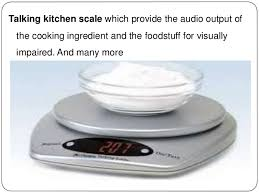 Talking kitchen scale which provide the audio output of
the cooking ingredient and the foodstuff for visually
impaired. And many more
207